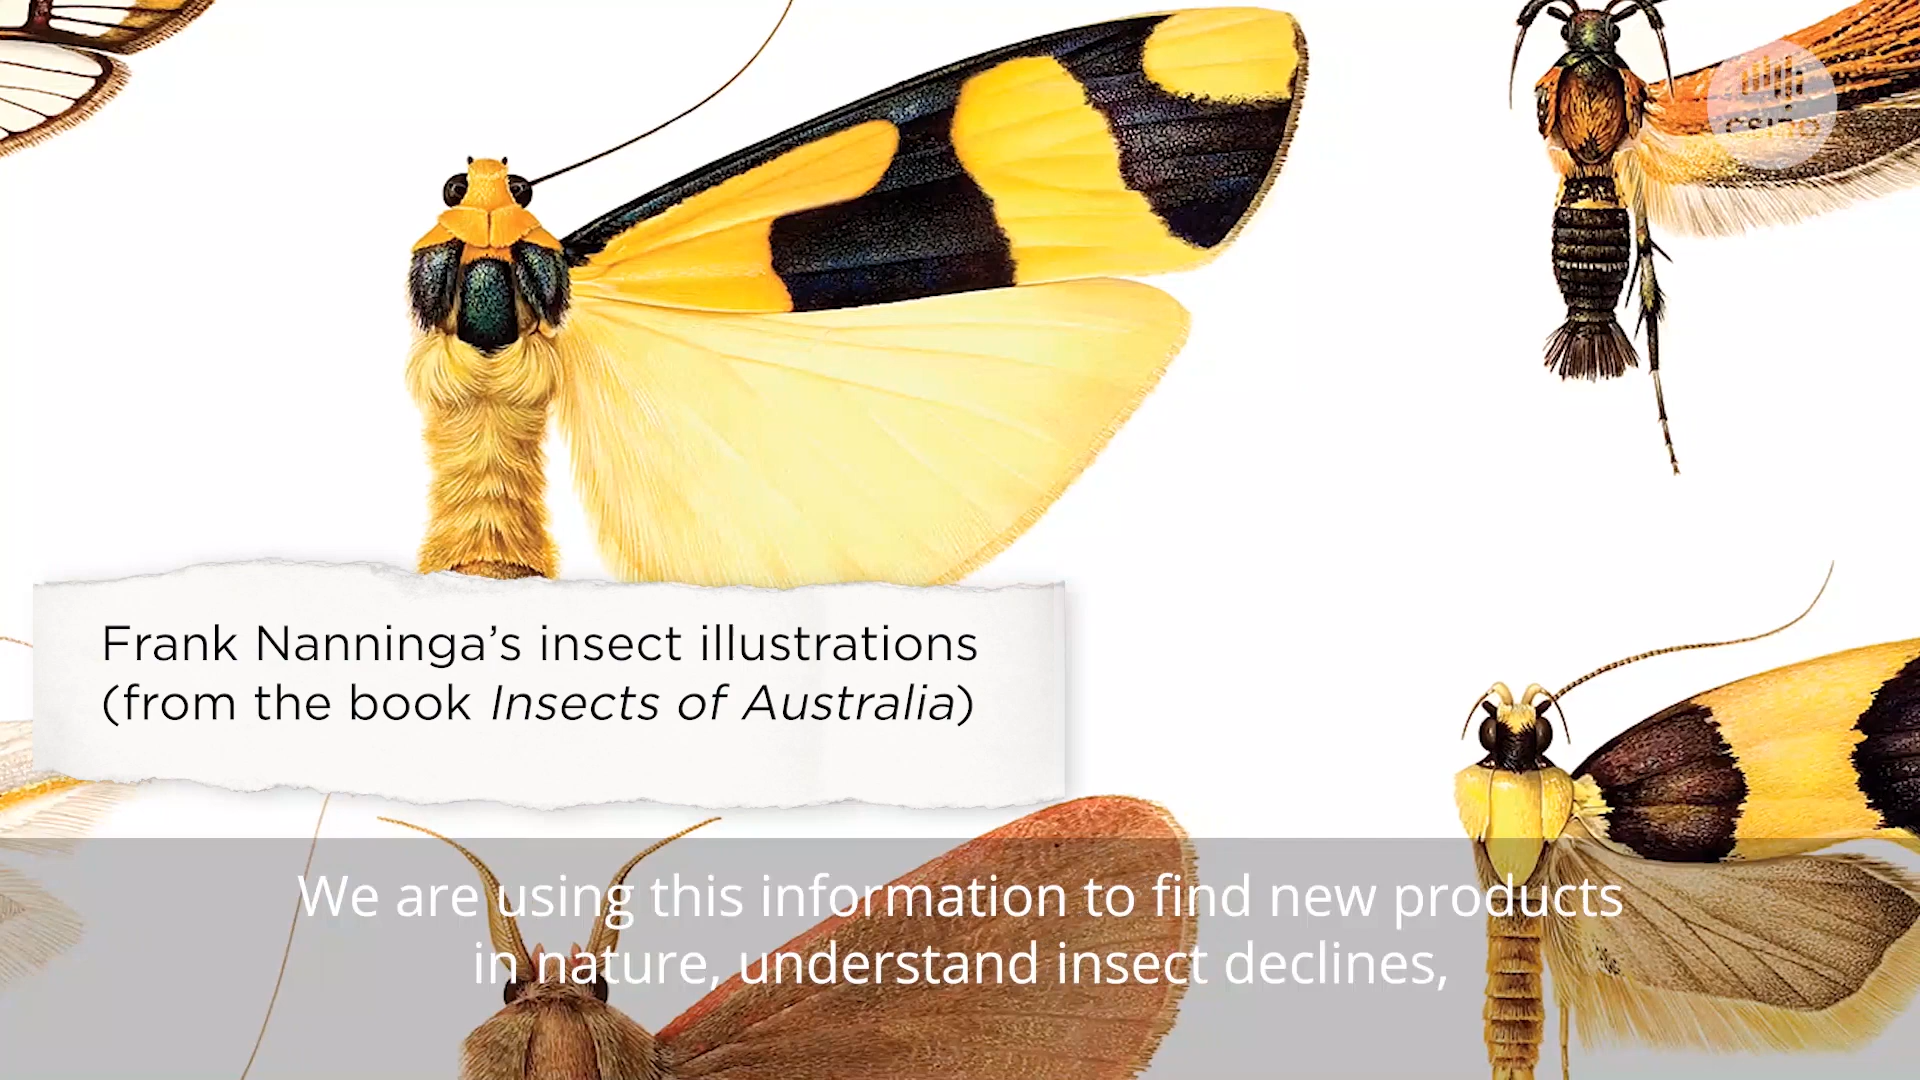 CSIRO
Frank Nanninga’s insect illustrations
(from the book Insects of Australia)
We are using this information to find new products
in nature, understand insect declines,